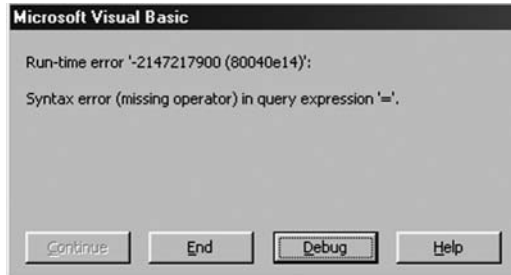 Microsoft Visual Basic
Run-time error '-2147217900 (80040e14)':
Syntax error (missing operator) in query expression '='.
Continue
End
Debug
Help